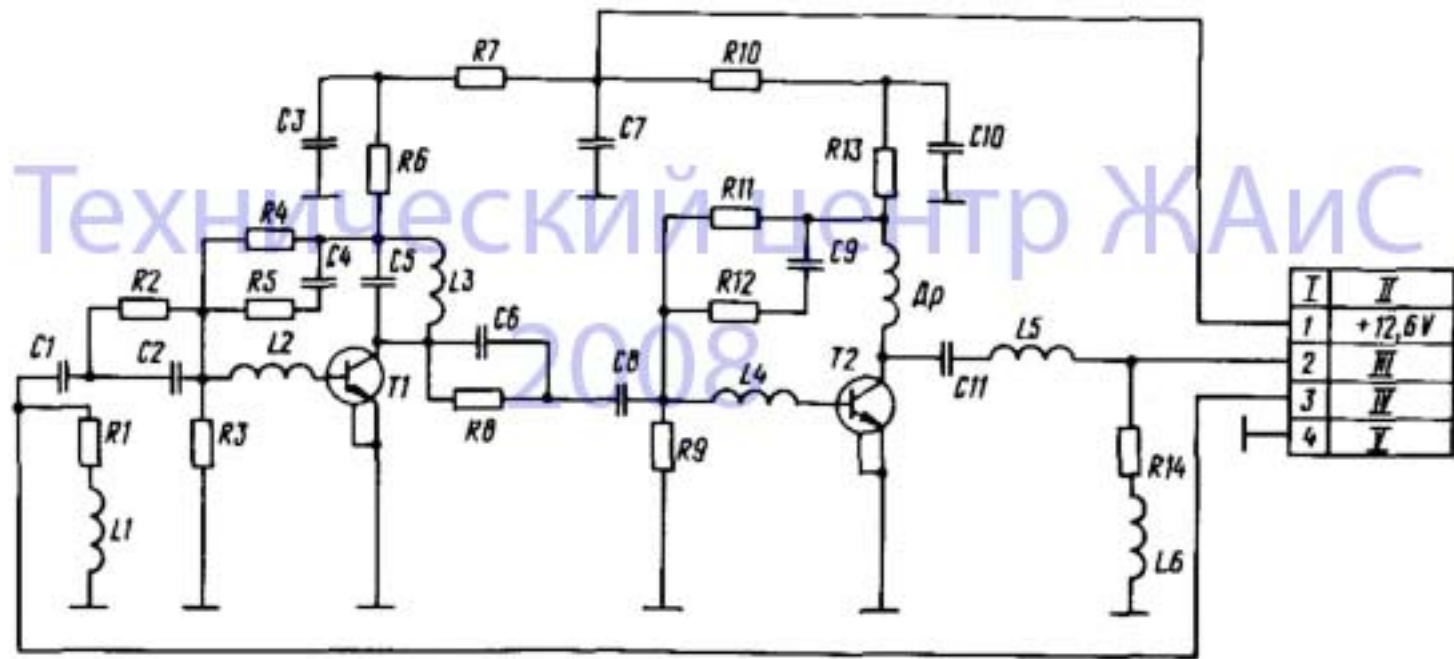 R7
R10
C3
C7
C10
R6
R13
Технический центр ЖАиС
R4
R11
C4
C5
C9
R2
R5
L3
R12
Др
I II
C1
C2
L2
C6
2008
L5
1 +12,6V
T1
C8
L4
T2
C11
2 III
R1
R3
R8
R9
3 IV
4 V
R14
L1
L6